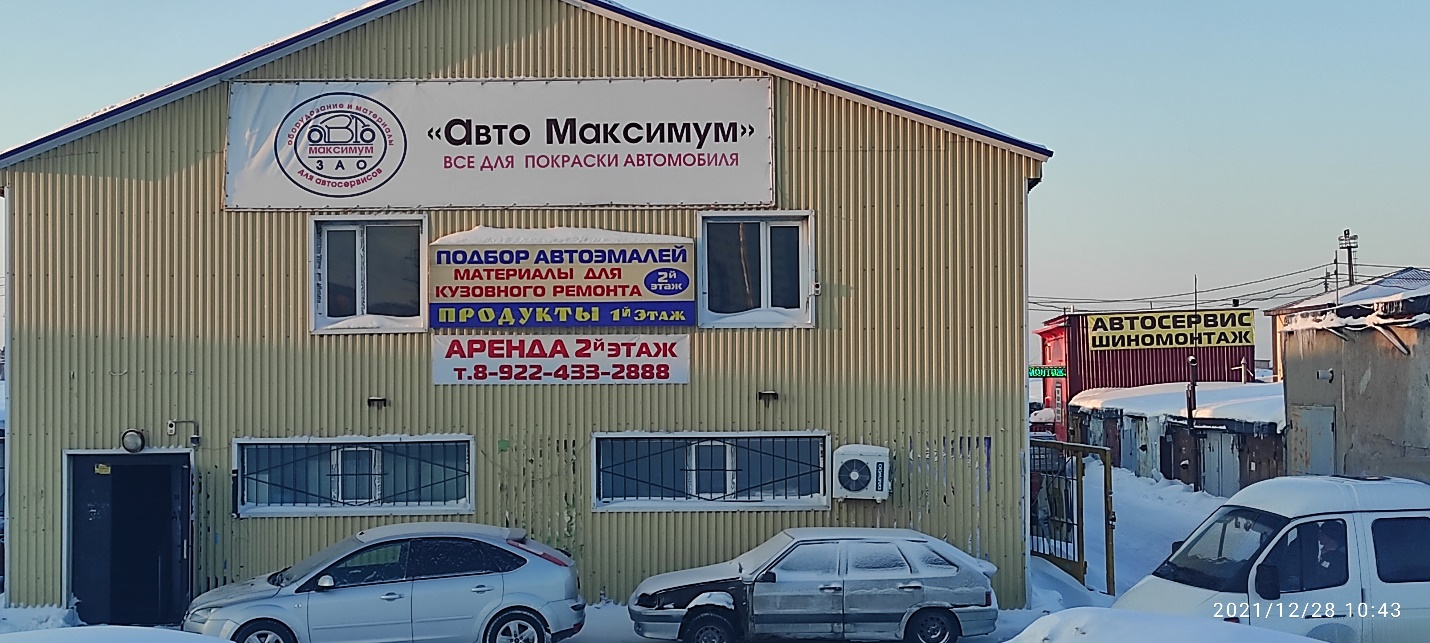 оборудование и материалы
авто
максимум
ЗАО
для автосервисов
«Авто Максимум»
ВСЕ ДЛЯ ПОКРАСКИ АВТОМОБИЛЯ
ПОДБОР АВТОЭМАЛЕЙ
МАТЕРИАЛЫ ДЛЯ
КУЗОВНОГО РЕМОНТА
2й этаж
ПРОДУКТЫ 1й Этаж
АРЕНДА 2й ЭТАЖ
т.8-922-433-2888
АВТОСЕРВИС
ШИНОМОНТАЖ
2021/12/28 10:43